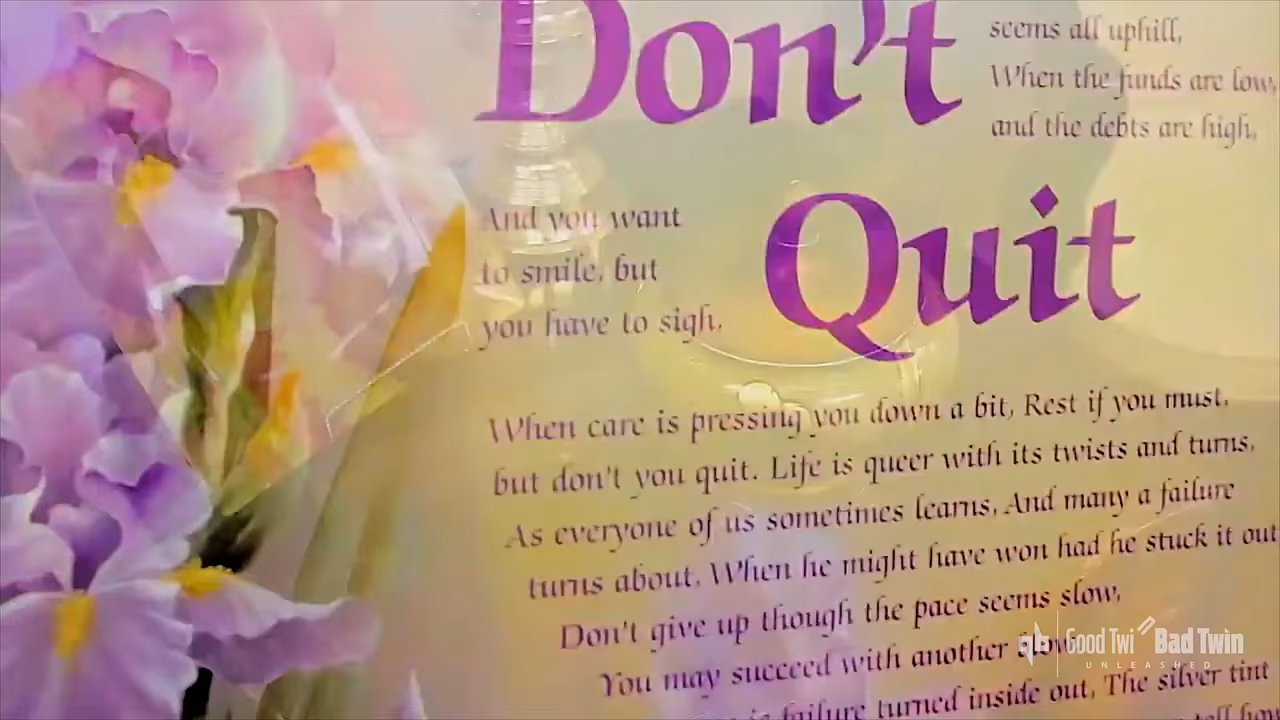 seems all uphill,
When the funds are low,
and the debts are high,
Don't
And you want
to smile, but
you have to sigh,
Quit
When care is pressing you down a bit, Rest if you must,
but don't you quit. Life is queer with its twists and turns,
As everyone of us sometimes learns, And many a failure
turns about, When he might have won had he stuck it out
Don't give up though the pace seems slow,
You may succeed with another
is failure turned inside out, The silver tint
tell how
Good Twi Bad Twin
UNLEASHED